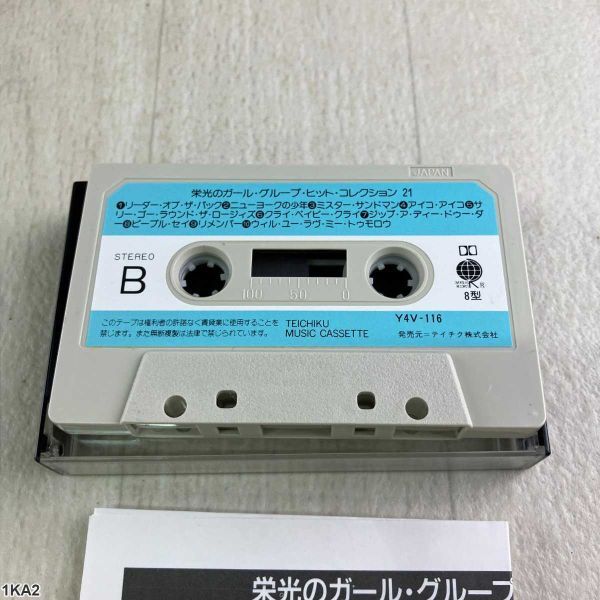 JAPAN
栄光のガール・グループ・ヒット・コレクション 21
❶リーダー・オブ・ザ・パック❷ニューヨークの少年❸ミスター・サンドマン❹アイコ・アイコ❺サ
リー・ゴー・ラウンド・ザ・ロージィズ❻クライ・ベイビー・クライ❼ジップ・ア・ディー・ドゥー・ダ
ー❽ピープル・セイ❾リメンバー❿ウィル・ユー・ラヴ・ミー・トゥモロウ
STEREO
B
100 50 0
R
8型
このテープは権利者の許諾なく賃貸業に使用することを
禁じます。また無断複製は法律で禁じられています。
TEICHIKU
MUSIC CASSETTE
Y4V-116
発売元=テイチク株式会社
栄光のガール・グループ
1KA2